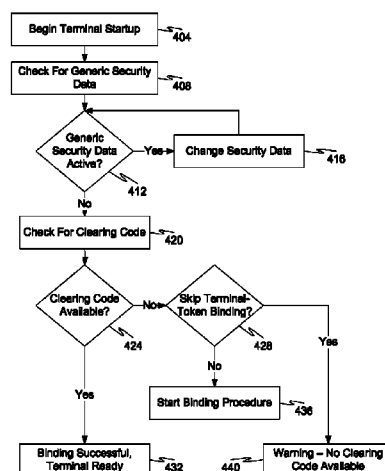 Begin Terminal Startup
404
Check For Generic Security
Data
408
Generic
Security Data
Active?
Yes
Change Security Data
416
412
No
Check For Clearing Code
420
Clearing Code
Available?
No
Skip Terminal-
Token Binding?
424
428
Yes
No
Start Binding Procedure
436
Yes
Binding Successful,
Terminal Ready
432
440
Warning – No Clearing
Code Available